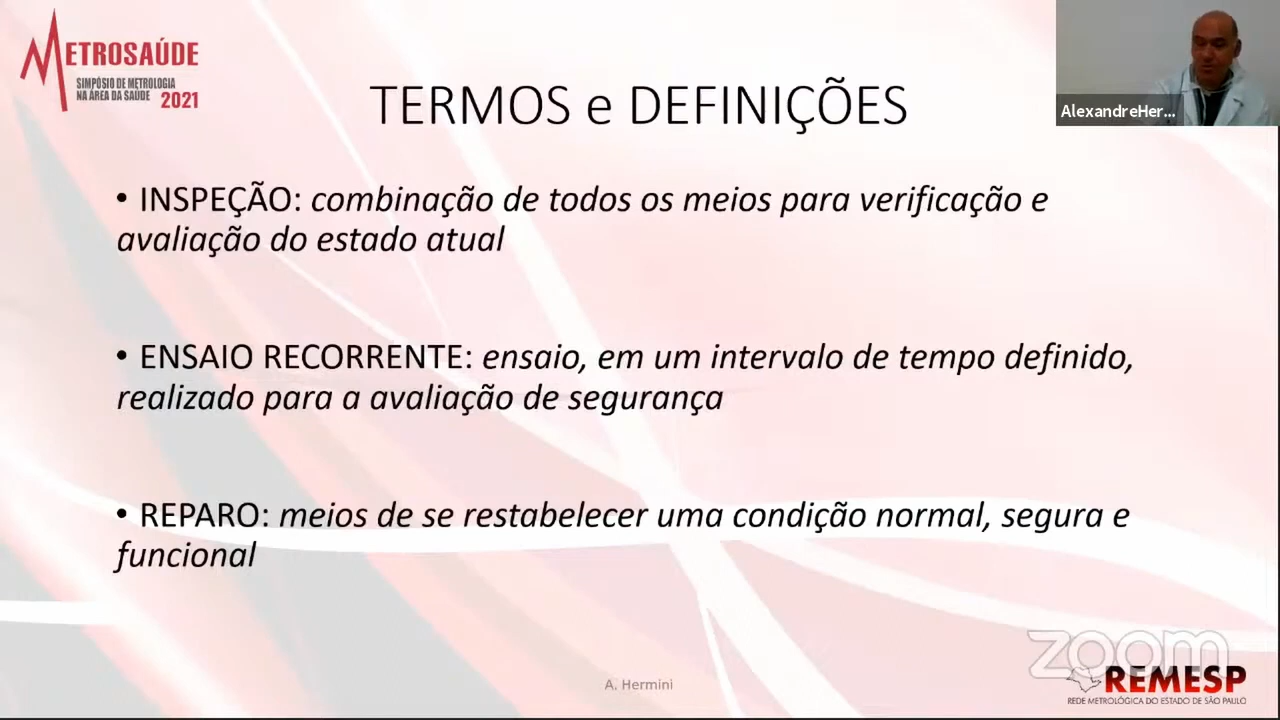 METROSAÚDE
SIMPÓSIO DE METROLOGIA
NA ÁREA DA SAÚDE 2021
TERMOS e DEFINIÇÕES
AlexandreHer...
• INSPEÇÃO: combinação de todos os meios para verificação e
avaliação do estado atual
• ENSAIO RECORRENTE: ensaio, em um intervalo de tempo definido,
realizado para a avaliação de segurança
• REPARO: meios de se restabelecer uma condição normal, segura e
funcional
A. Hermini
zoom
REMESP
REDE METROLÓGICA DO ESTADO DE SÃO PAULO